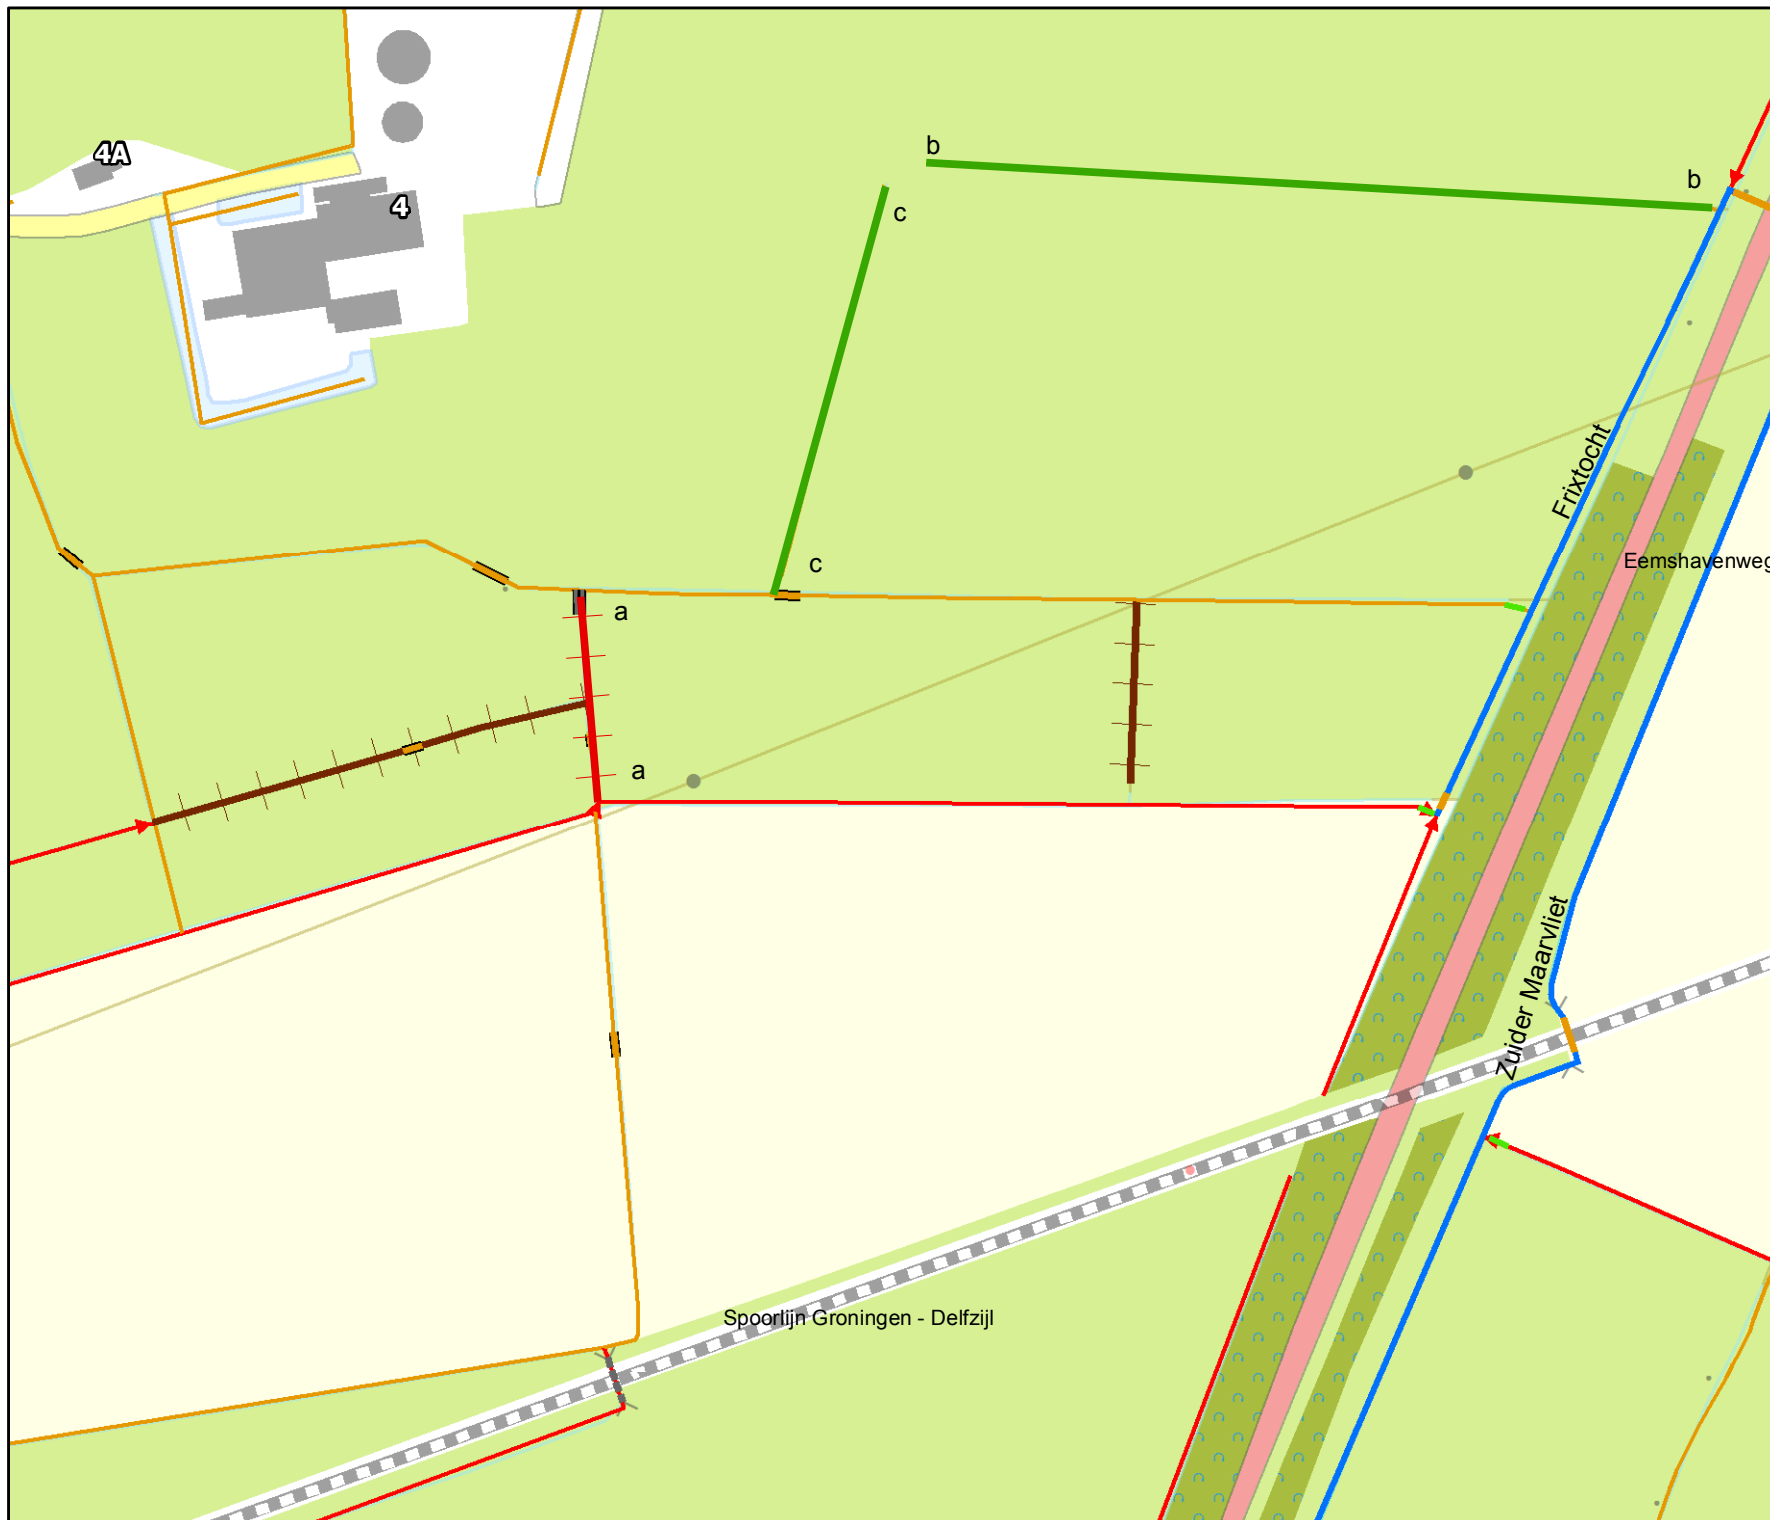 b
4A
b
4
c
Frixtocht
Eemshavenweg
c
a
a
Zuider Maarvliet
Spoorlijn Groningen - Delfzijl